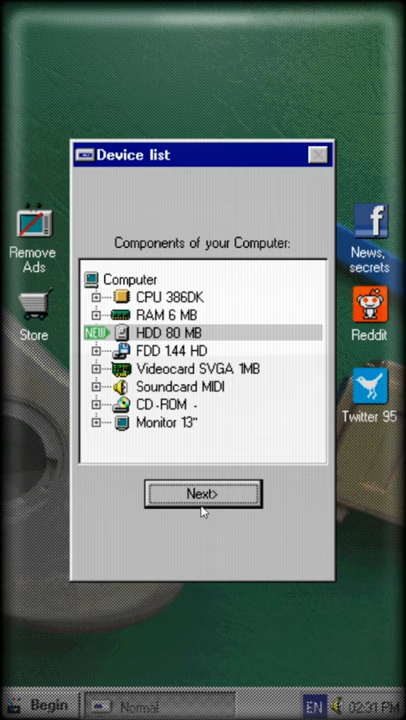 Device list
Components of your Computer:
Computer
CPU 386DK
RAM 6 MB
NEW HDD 80 MB
FDD 1.44 HD
Videocard SVGA 1MB
Soundcard MIDI
CD-ROM -
Monitor 13"
Next>
Remove
Ads
Store
News,
secrets
Reddit
Twitter 95
Begin
Normal
EN
02:31 PM